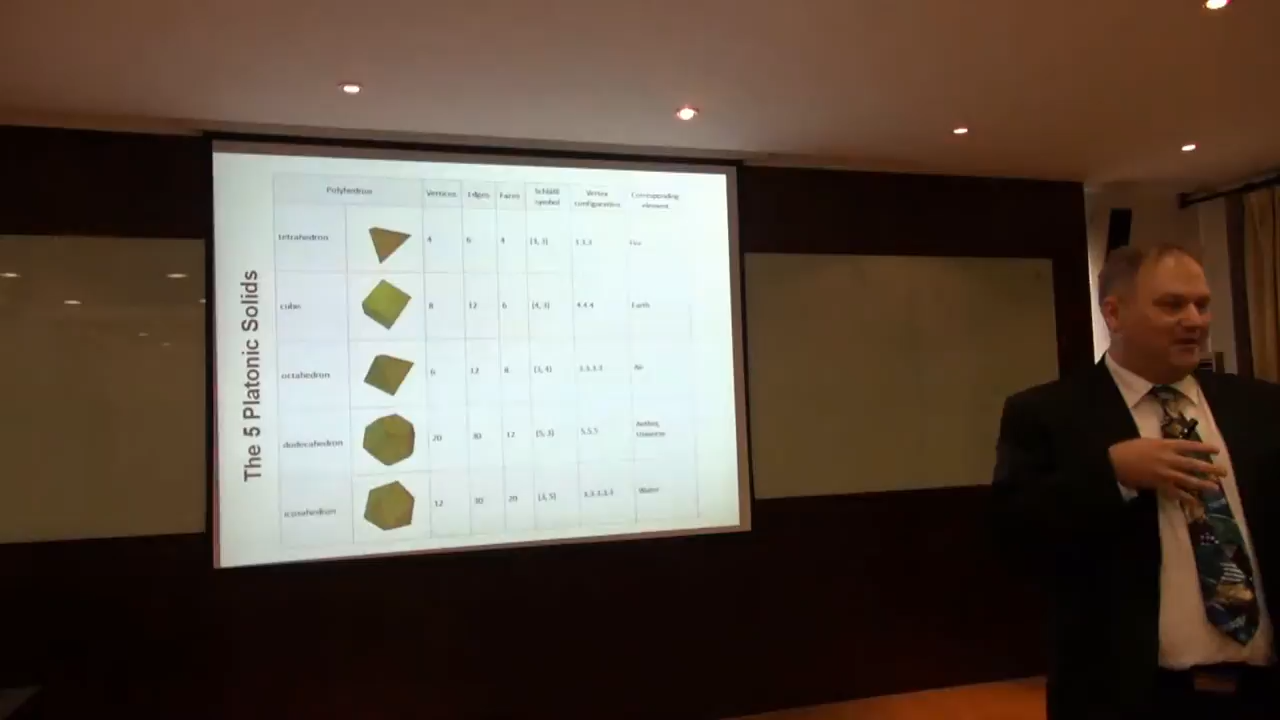 The 5 Platonic Solids
Polyhedron Vertices Edges Faces Schläfli symbol Vertex configuration Corresponding element
tetrahedron 4 6 4 {3, 3} 3.3.3 Fire
cube 8 12 6 {4, 3} 4.4.4 Earth
octahedron 6 12 8 {3, 4} 3.3.3.3 Air
dodecahedron 20 30 12 {5, 3} 5.5.5 Universe
icosahedron 12 30 20 {3, 5} 3.3.3.3.3 Water